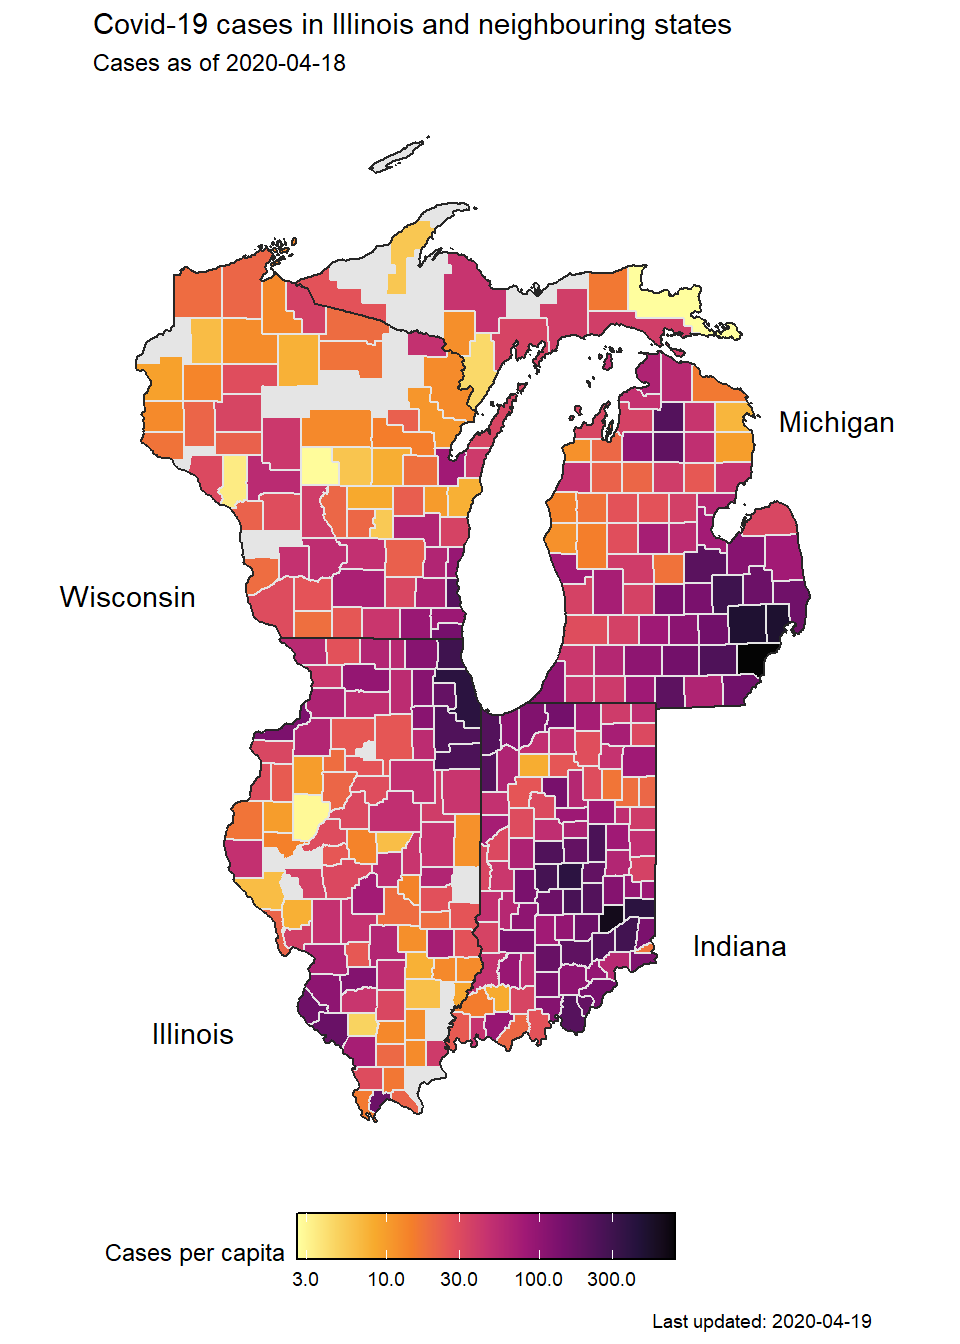 Covid-19 cases in Illinois and neighbouring states
Cases as of 2020-04-18
Michigan
Wisconsin
Indiana
Illinois
Cases per capita
3.0 10.0 30.0 100.0 300.0
Last updated: 2020-04-19